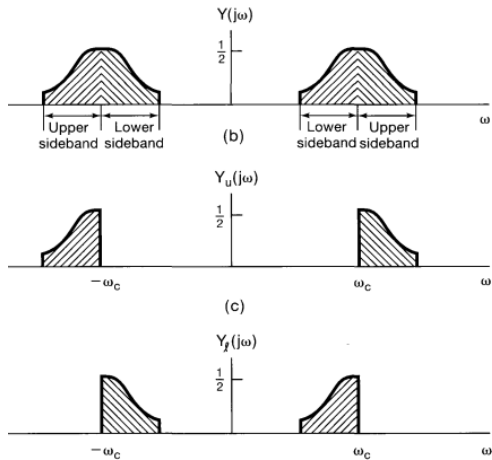 Y(jω)
1/2
Upper sideband
Lower sideband
Lower sideband
Upper sideband
ω
(b)
Yu(jω)
1/2
−ωc
ωc
ω
(c)
Yℓ(jω)
1/2
−ωc
ωc
ω